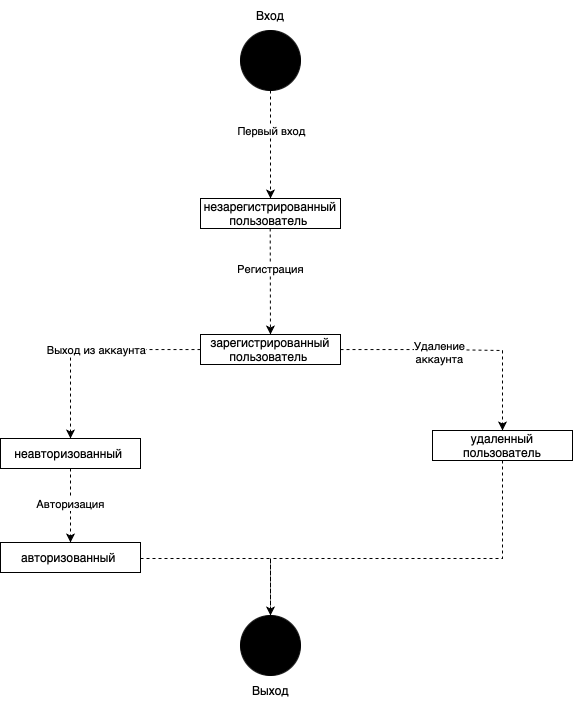 Вход
Первый вход
незарегистрированный
пользователь
Регистрация
зарегистрированный
пользователь
Выход из аккаунта
Удаление
аккаунта
неавторизованный
удаленный
пользователь
Авторизация
авторизованный
Выход